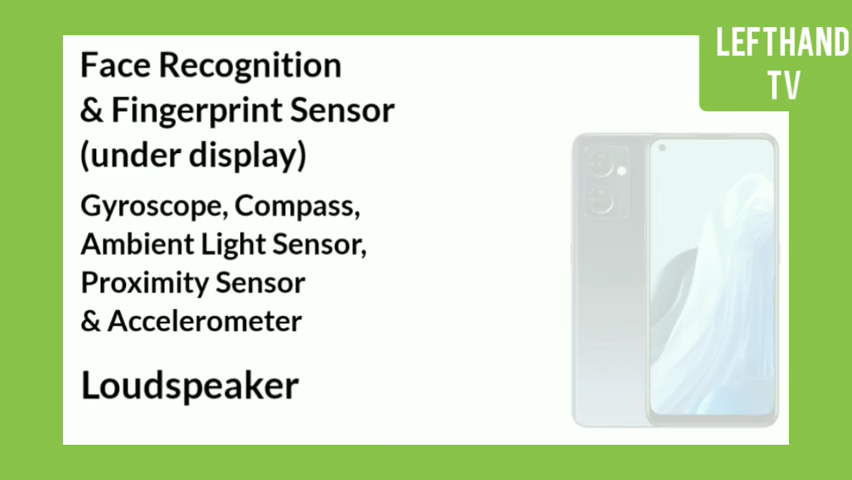 LEFTHAND
TV
Face Recognition
& Fingerprint Sensor
(under display)
Gyroscope, Compass,
Ambient Light Sensor,
Proximity Sensor
& Accelerometer
Loudspeaker